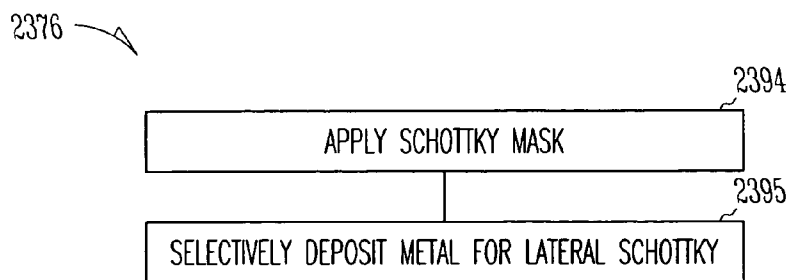 2376
2394
APPLY SCHOTTKY MASK
2395
SELECTIVELY DEPOSIT METAL FOR LATERAL SCHOTTKY